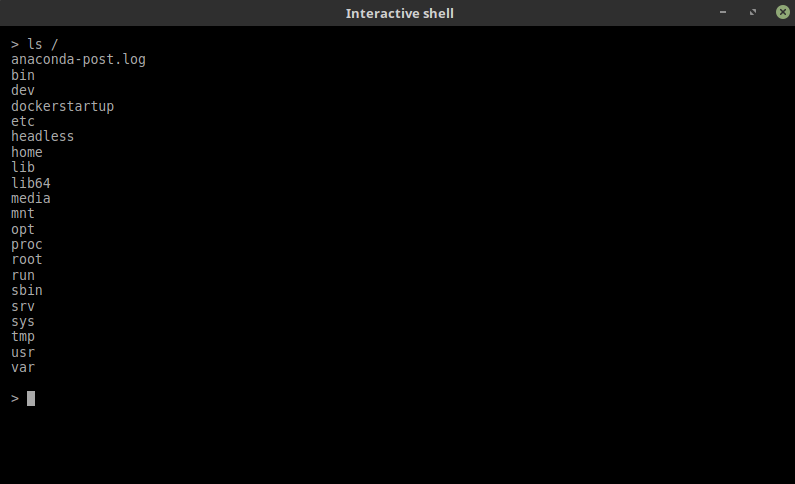 Interactive shell
> ls /
anaconda-post.log
bin
dev
dockerstartup
etc
headless
home
lib
lib64
media
mnt
opt
proc
root
run
sbin
srv
sys
tmp
usr
var
>